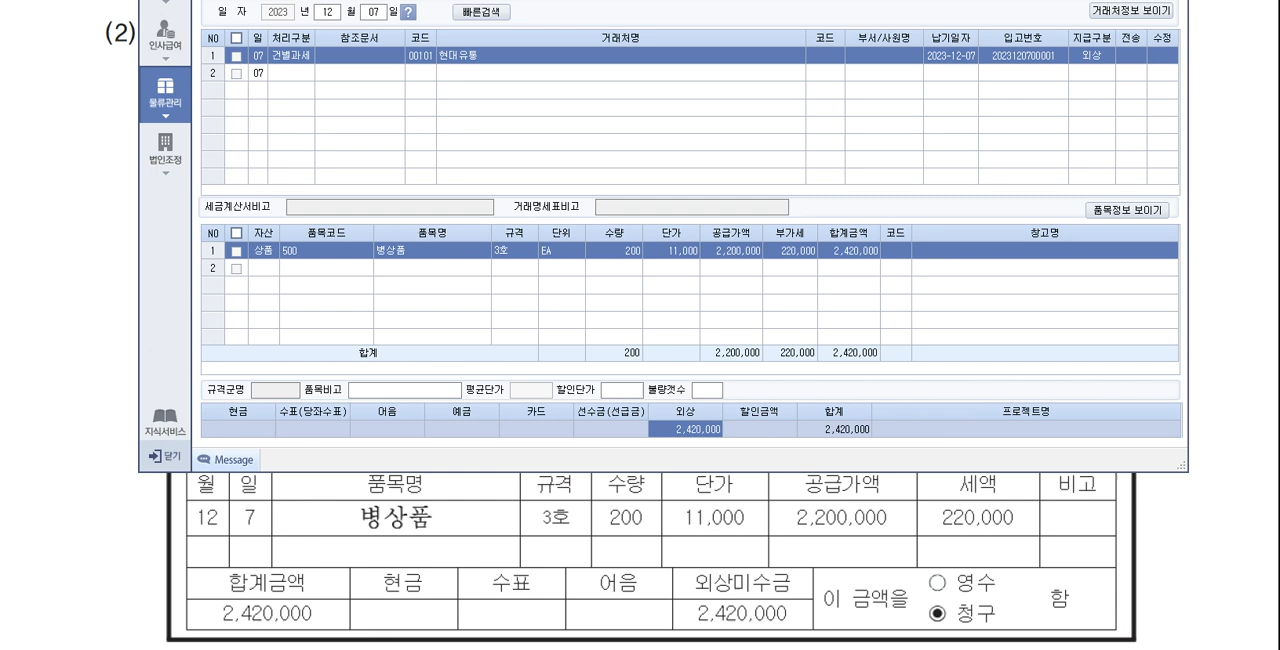 일 자 2023 년 12 월 07 일 ? 빠른검색 거래처정보 보이기
(2)
인사급여
물류관리
법인조정
지식서비스
닫기
NO 일 처리구분 참조문서 코드 거래처명 코드 부서/사원명 납기일자 입고번호 지급구분 전송 수정
1 07 건별과세 00101 현대유통 2023-12-07 2023120700001 외상
2 07
세금계산서비고 거래명세표비고 품목정보 보이기
NO 자산 품목코드 품목명 규격 단위 수량 단가 공급가액 부가세 합계금액 코드 창고명
1 상품 500 병상품 3호 EA 200 11,000 2,200,000 220,000 2,420,000
2
합계 200 2,200,000 220,000 2,420,000
규격군명 품목비고 평균단가 할인단가 불량갯수
현금 수표(당좌수표) 어음 예금 카드 선수금(선급금) 외상 할인금액 합계 프로젝트명
2,420,000 2,420,000
Message
월 일 품목명 규격 수량 단가 공급가액 세액 비고
12 7 병상품 3호 200 11,000 2,200,000 220,000
합계금액 현금 수표 어음 외상미수금 이 금액을 영수 함
2,420,000 2,420,000 청구